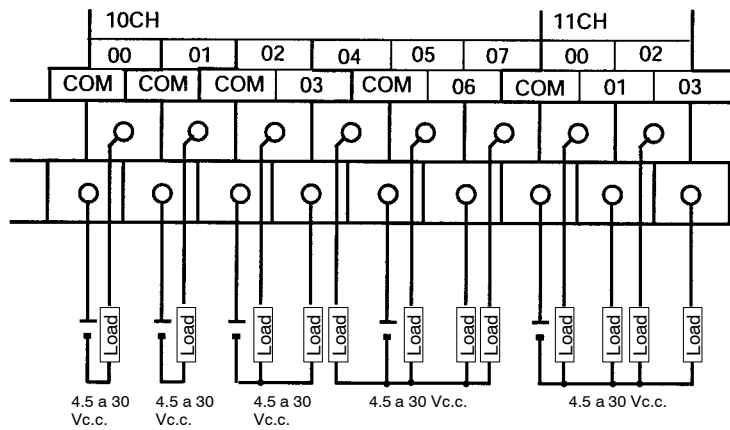 10CH 11CH
00 01 02 04 05 07 00 02
COM COM COM 03 COM 06 COM 01 03
Load Load Load Load Load Load Load Load Load Load Load Load
4.5 a 30 4.5 a 30 4.5 a 30 4.5 a 30 Vc.c. 4.5 a 30 Vc.c.
Vc.c. Vc.c. Vc.c.